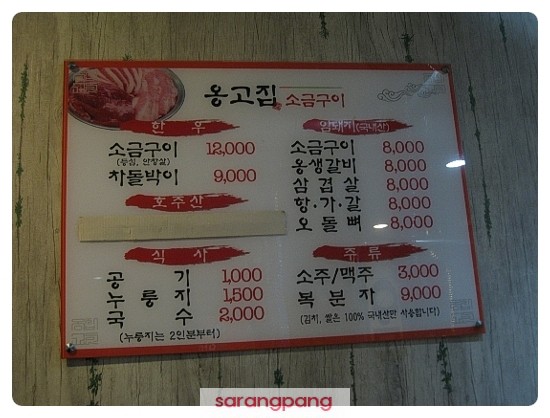 옹고집 소금구이
한우
소금구이 12,000
(등심, 안창살)
차돌박이 9,000
호주산
식사
공기 1,000
누룽지 1,500
국수 2,000
(누룽지는 2인분부터)
암돼지(국내산)
소금구이 8,000
옹생갈비 8,000
삼겹살 8,000
항·가·갈 8,000
오돌뼈 8,000
주류
소주/맥주 3,000
복분자 9,000
(김치, 쌀은 100% 국내산만 사용합니다)
sarangpang